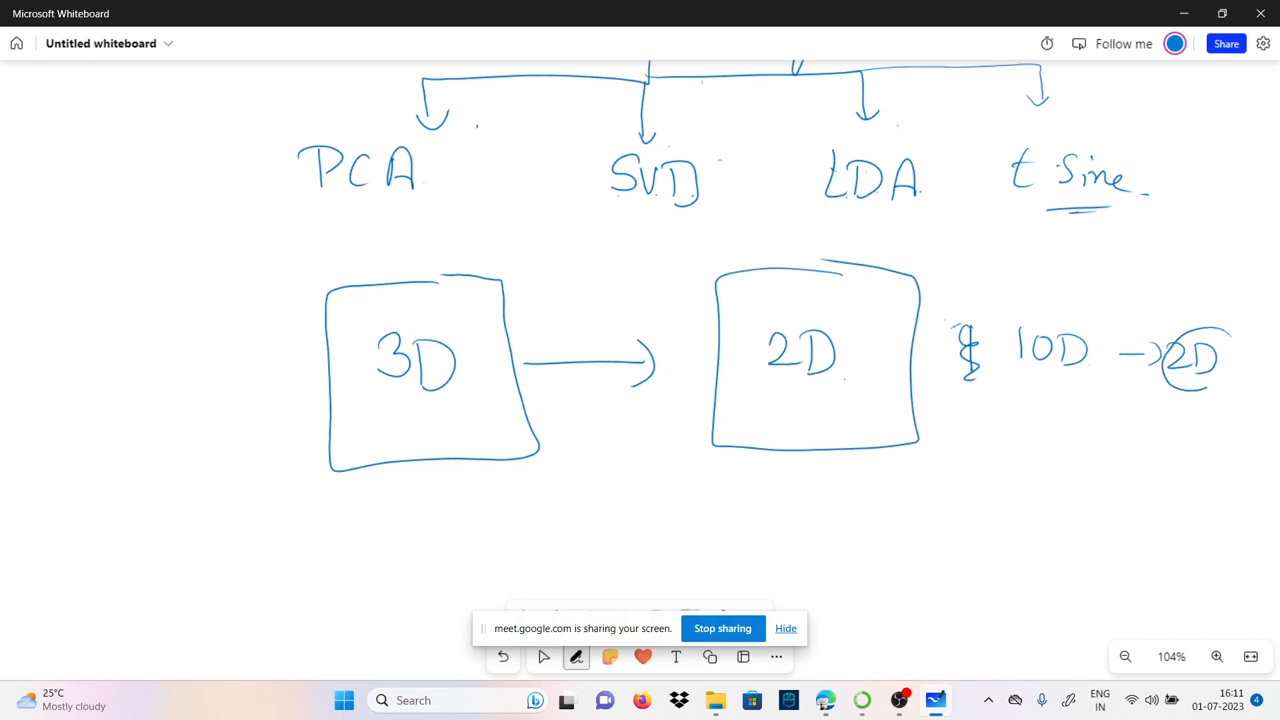 Microsoft Whiteboard
Untitled whiteboard
Follow me
Share
PCA SVD LDA t Sine
3D 2D 10D → 2D
meet.google.com is sharing your screen. Stop sharing Hide
104%
25°C
Mostly cloudy
Search
ENG
IN
16:11
01-07-2023